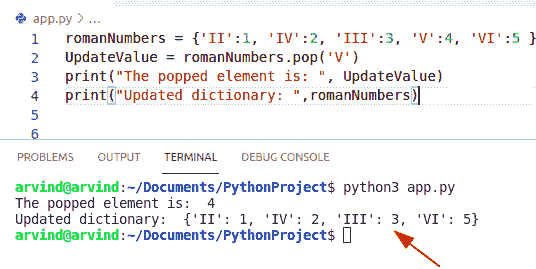 app.py > ...
1 romanNumbers = {'II':1, 'IV':2, 'III':3, 'V':4, 'VI':5 }
2 UpdateValue = romanNumbers.pop('V')
3 print("The popped element is: ", UpdateValue)
4 print("Updated dictionary: ",romanNumbers)
5
6
PROBLEMS OUTPUT TERMINAL DEBUG CONSOLE
arvind@arvind:~/Documents/PythonProject$ python3 app.py
The popped element is:  4
Updated dictionary:  {'II': 1, 'IV': 2, 'III': 3, 'VI': 5}
arvind@arvind:~/Documents/PythonProject$